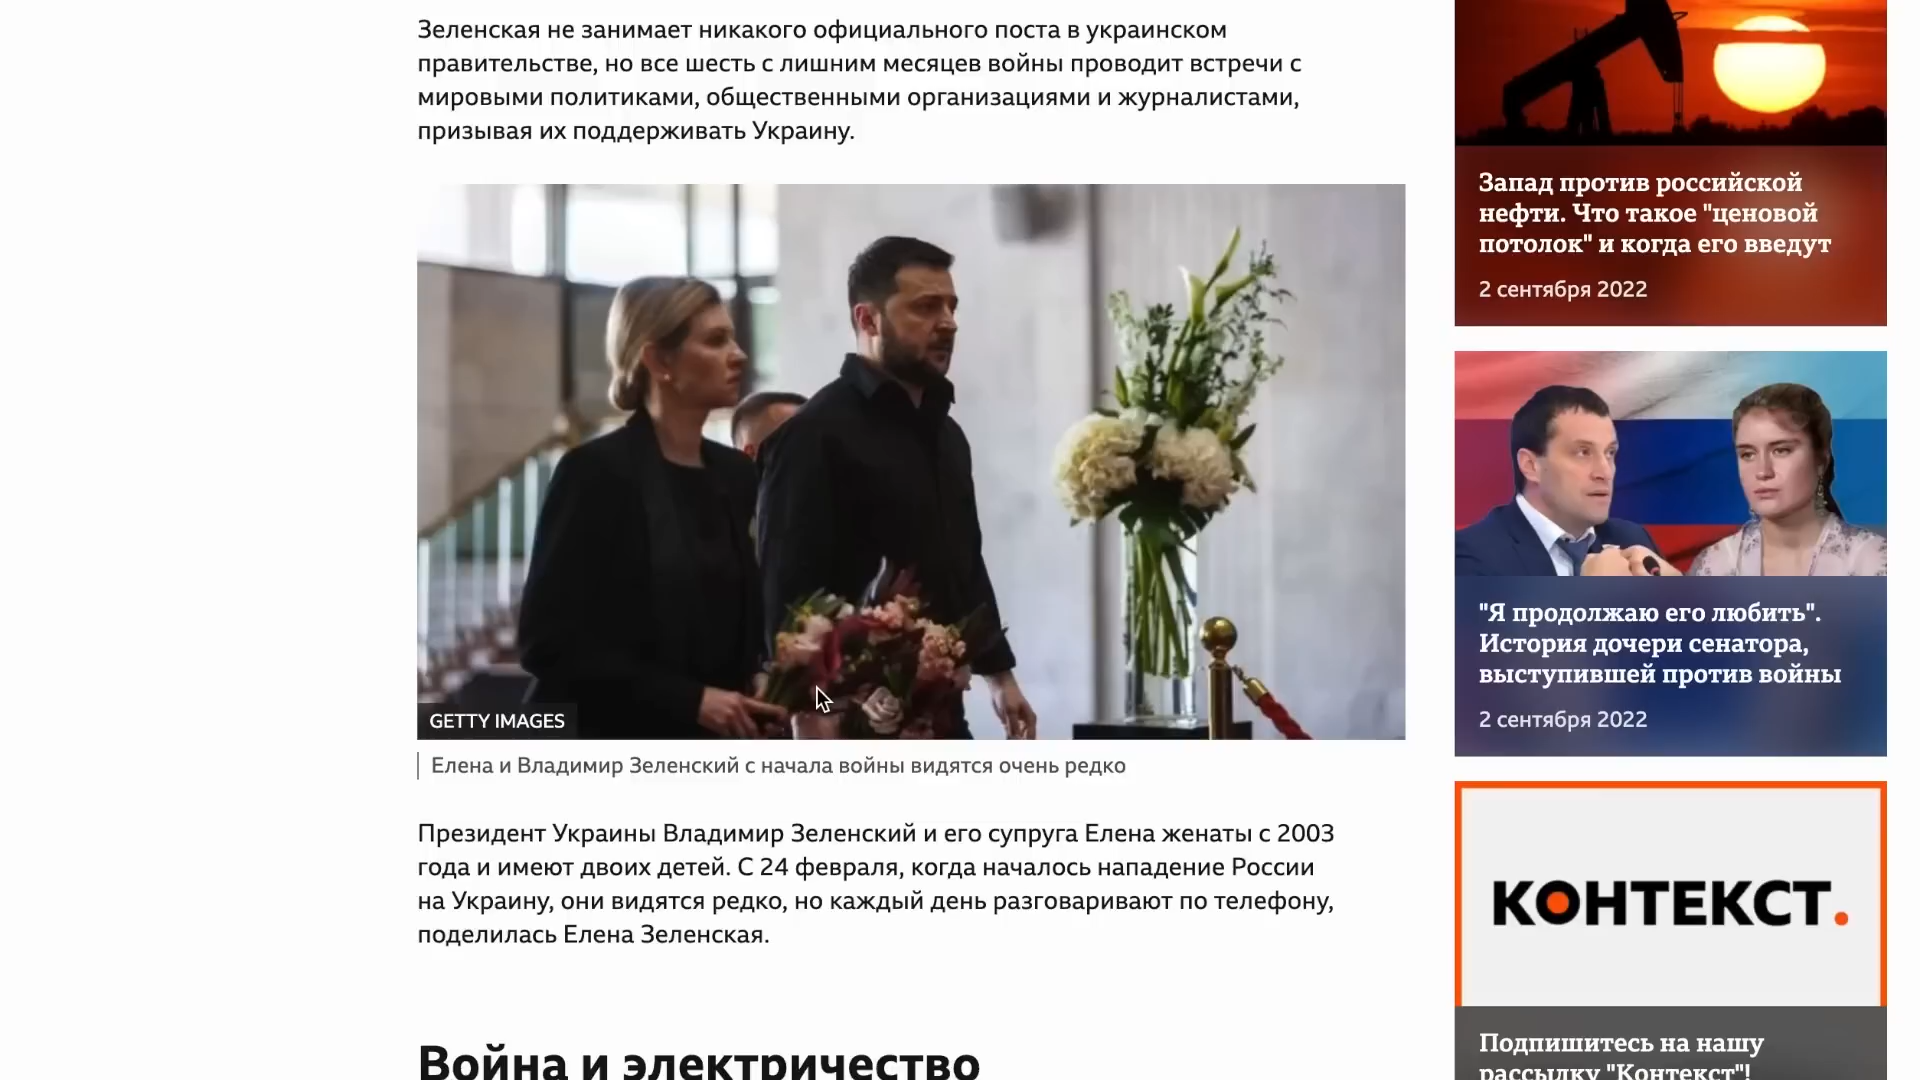 Зеленская не занимает никакого официального поста в украинском
правительстве, но все шесть с лишним месяцев войны проводит встречи с
мировыми политиками, общественными организациями и журналистами,
призывая их поддерживать Украину.
GETTY IMAGES
Елена и Владимир Зеленский с начала войны видятся очень редко
Президент Украины Владимир Зеленский и его супруга Елена женаты с 2003
года и имеют двоих детей. С 24 февраля, когда началось нападение России
на Украину, они видятся редко, но каждый день разговаривают по телефону,
поделилась Елена Зеленская.
Война и электричество
Запад против российской
нефти. Что такое "ценовой
потолок" и когда его введут
2 сентября 2022
"Я продолжаю его любить".
История дочери сенатора,
выступившей против войны
2 сентября 2022
КОНТЕКСТ.
Подпишитесь на нашу
рассылку "Контекст"!